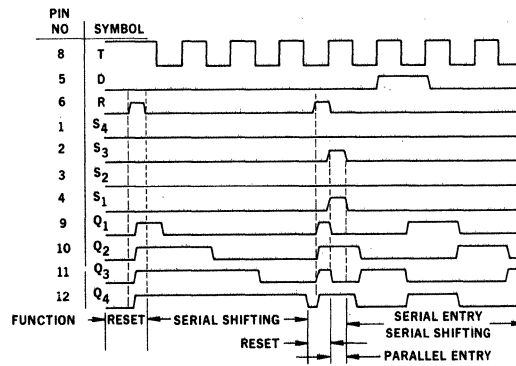 PIN
NO SYMBOL
8 T
5 D
6 R
1 S4
2 S3
3 S2
4 S1
9 Q1
10 Q2
11 Q3
12 Q4
FUNCTION RESET SERIAL SHIFTING SERIAL ENTRY
SERIAL SHIFTING
RESET
PARALLEL ENTRY